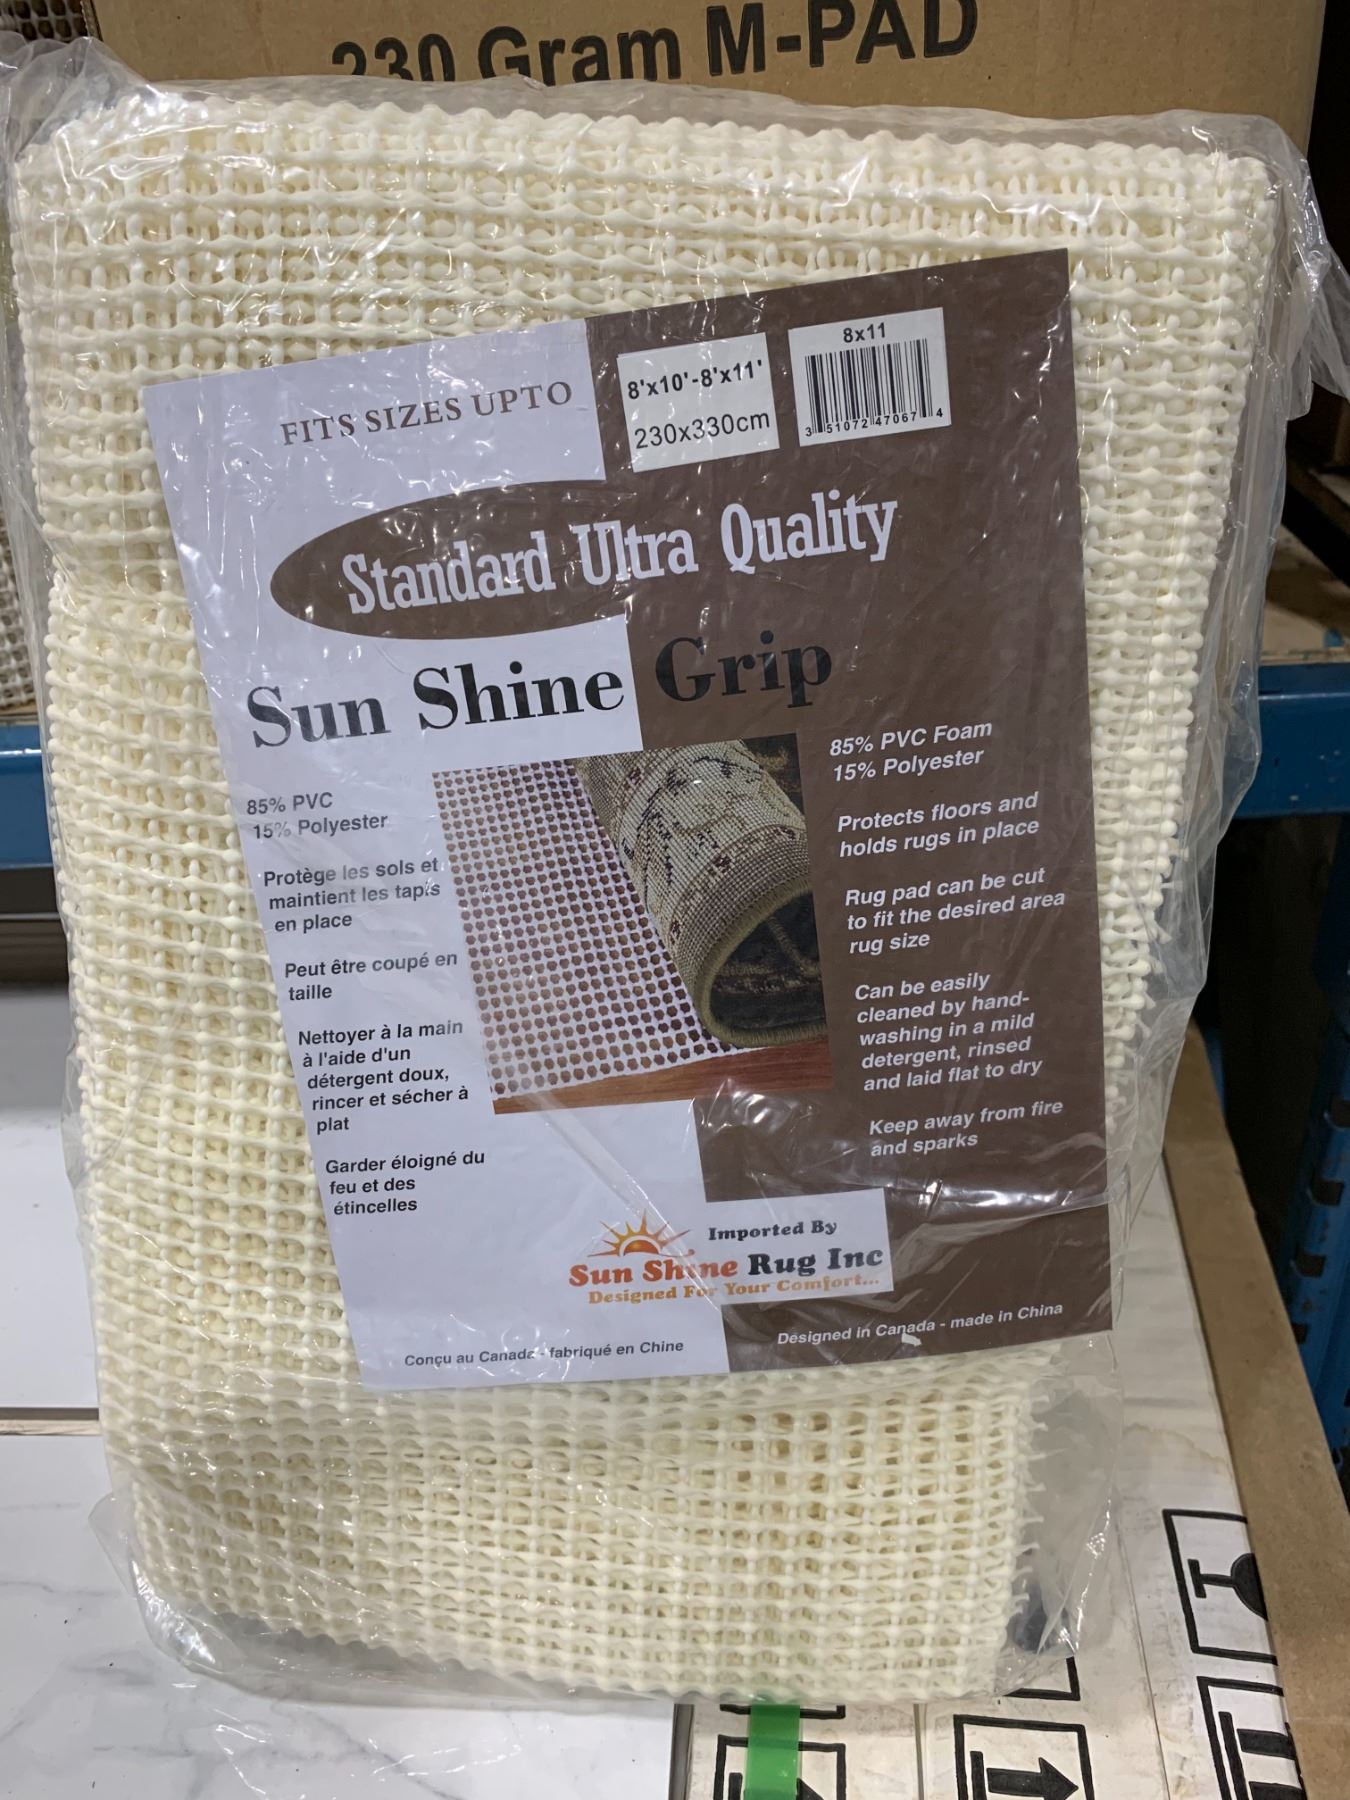 230 Gram M-PAD
FITS SIZES UPTO
8'x10'-8'x11'
230x330cm
8x11
3 51072 47067 4
Standard Ultra Quality
Sun Shine Grip
85% PVC
15% Polyester
Protège les sols et
maintient les tapis
en place
Peut être coupé en
taille
Nettoyer à la main
à l'aide d'un
détergent doux,
rincer et sécher à
plat
Garder éloigné du
feu et des
étincelles
85% PVC Foam
15% Polyester
Protects floors and
holds rugs in place
Rug pad can be cut
to fit the desired area
rug size
Can be easily
cleaned by hand-
washing in a mild
detergent, rinsed
and laid flat to dry
Keep away from fire
and sparks
Imported By
Sun Shine Rug Inc
Designed For Your Comfort...
Conçu au Canada - fabriqué en Chine
Designed in Canada - made in China